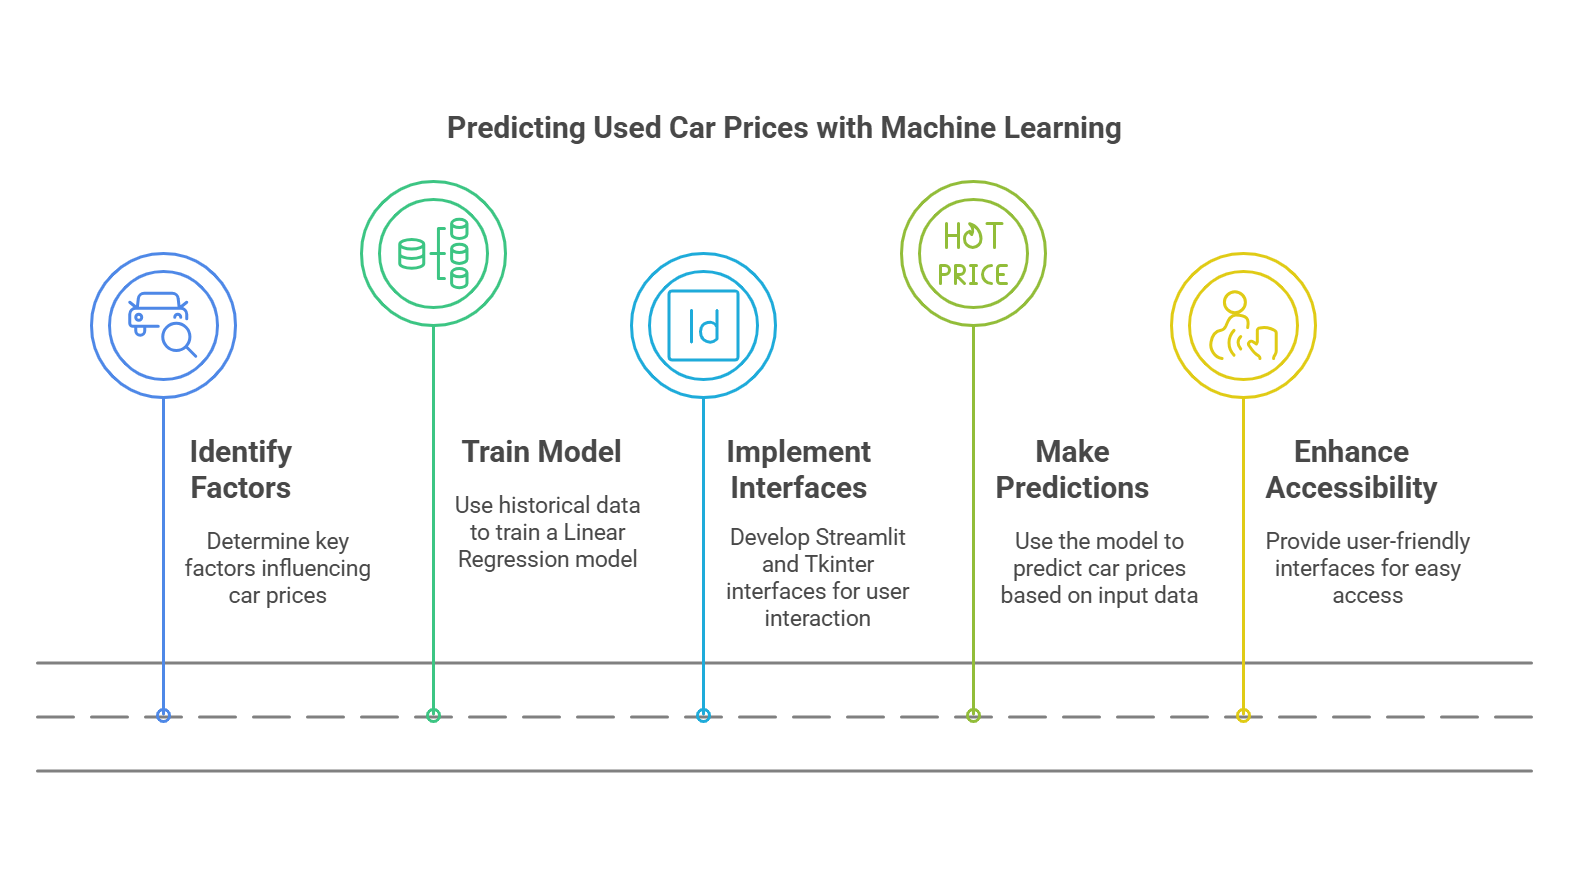 Predicting Used Car Prices with Machine Learning
HOT
PRICE
Id
Identify
Factors
Determine key
factors influencing
car prices
Train Model
Use historical data
to train a Linear
Regression model
Implement
Interfaces
Develop Streamlit
and Tkinter
interfaces for user
interaction
Make
Predictions
Use the model to
predict car prices
based on input data
Enhance
Accessibility
Provide user-friendly
interfaces for easy
access